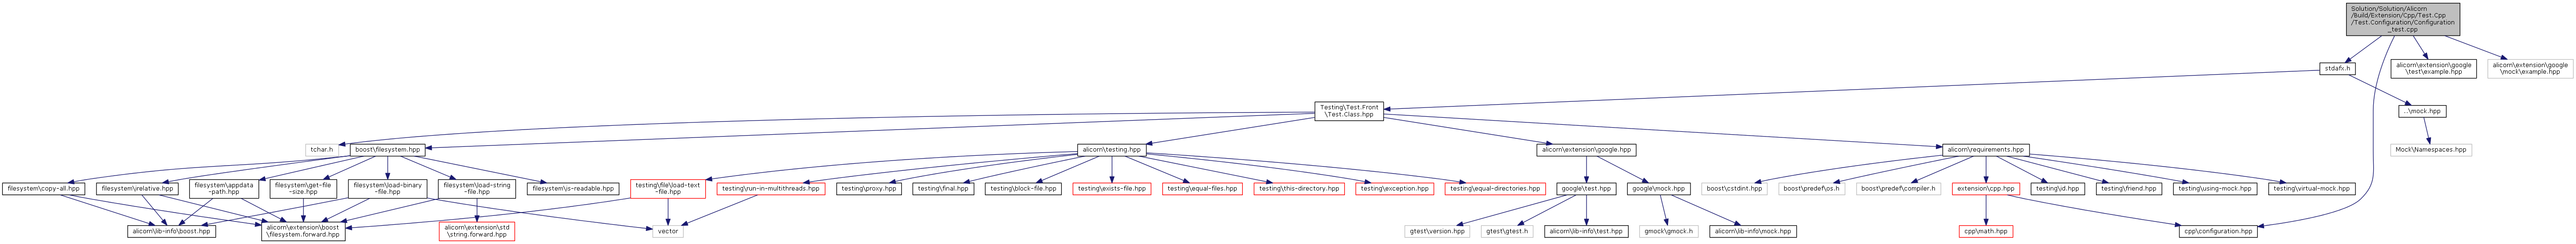 Solution/Solution/Alicorn
/Build/Extension/Cpp/Test.Cpp
/Test.Configuration/Configuration
_test.cpp
stdafx.h
alicorn\extension\google
\test\example.hpp
alicorn\extension\google
\mock\example.hpp
Testing\Test.Front
\Test.Class.hpp
..\mock.hpp
tchar.h
boost\filesystem.hpp
alicorn\testing.hpp
alicorn\extension\google.hpp
alicorn\requirements.hpp
Mock\Namespaces.hpp
filesystem\copy-all.hpp
filesystem\relative.hpp
filesystem\appdata
-path.hpp
filesystem\get-file
-size.hpp
filesystem\load-binary
-file.hpp
filesystem\load-string
-file.hpp
filesystem\is-readable.hpp
testing\file\load-text
-file.hpp
testing\run-in-multithreads.hpp
testing\proxy.hpp
testing\final.hpp
testing\block-file.hpp
testing\exists-file.hpp
testing\equal-files.hpp
testing\this-directory.hpp
testing\exception.hpp
testing\equal-directories.hpp
google\test.hpp
google\mock.hpp
boost\cstdint.hpp
boost\predef\os.h
boost\predef\compiler.h
extension\cpp.hpp
testing\id.hpp
testing\friend.hpp
testing\using-mock.hpp
testing\virtual-mock.hpp
alicorn\lib-info\boost.hpp
alicorn\extension\boost
\filesystem.forward.hpp
alicorn\extension\std
\string.forward.hpp
vector
gtest\version.hpp
gtest\gtest.h
alicorn\lib-info\test.hpp
gmock\gmock.h
alicorn\lib-info\mock.hpp
cpp\math.hpp
cpp\configuration.hpp